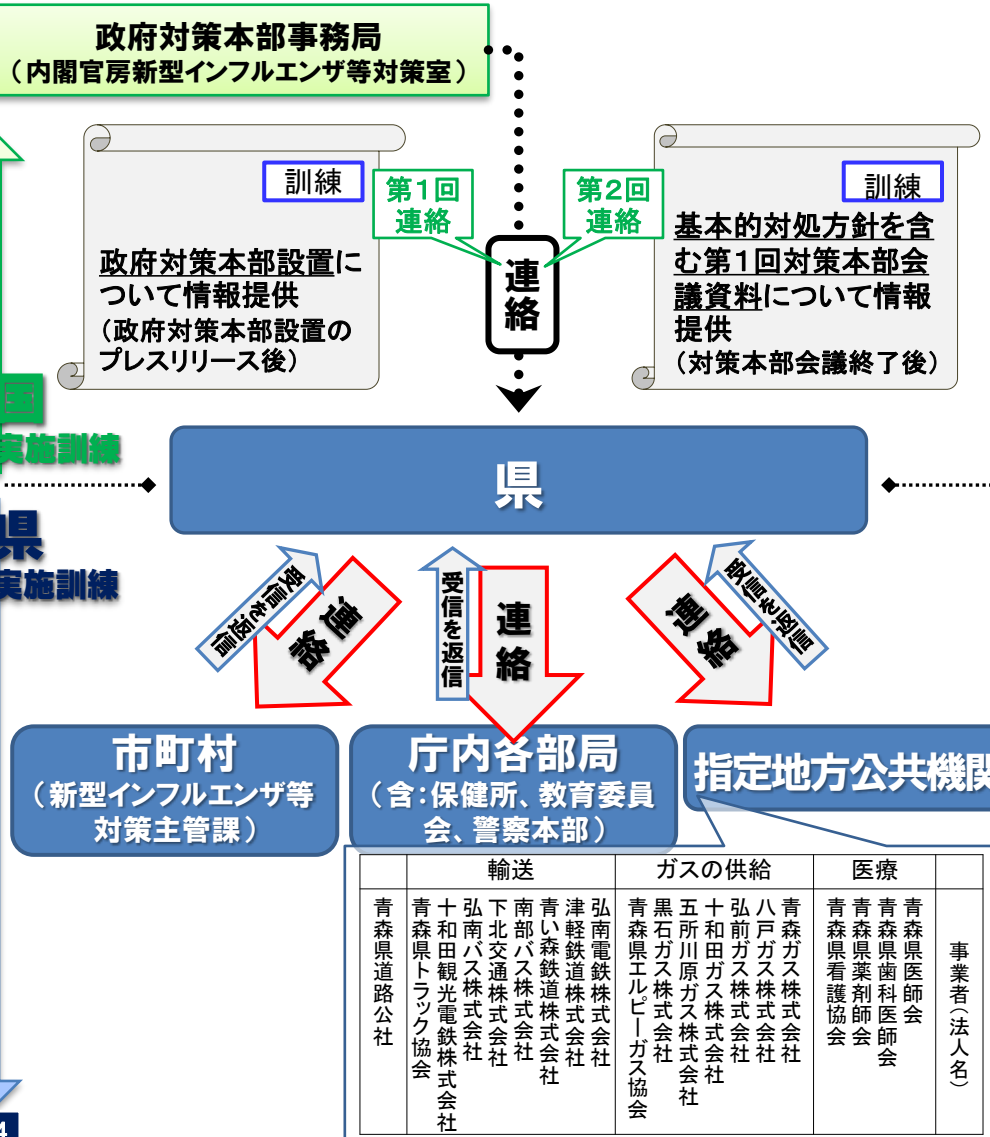 政府対策本部事務局
（内閣官房新型インフルエンザ等対策室）
訓練
政府対策本部設置に
ついて情報提供
（政府対策本部設置の
プレスリリース後）
第1回
連絡
第2回
連絡
連絡
訓練
基本的対処方針を含
む第1回対策本部会
議資料について情報
提供
（対策本部会議終了後）
国
実施訓練
県
県
実施訓練
受信を返信
連絡
受信を返信
連絡
連絡
受信を返信
市町村
（新型インフルエンザ等
対策主管課）
庁内各部局
（含：保健所、教育委員
会、警察本部）
指定地方公共機関
事業者（法人名）
医療
青森県医師会
青森県歯科医師会
青森県薬剤師会
青森県看護協会
ガスの供給
青森ガス株式会社
八戸ガス株式会社
弘前ガス株式会社
十和田ガス株式会社
五所川原ガス株式会社
黒石ガス株式会社
青森県エルピーガス協会
輸送
弘南電鉄株式会社
津軽鉄道株式会社
青い森鉄道株式会社
南部バス株式会社
下北交通株式会社
弘南バス株式会社
十和田観光電鉄株式会社
青森県トラック協会
青森県道路公社
4